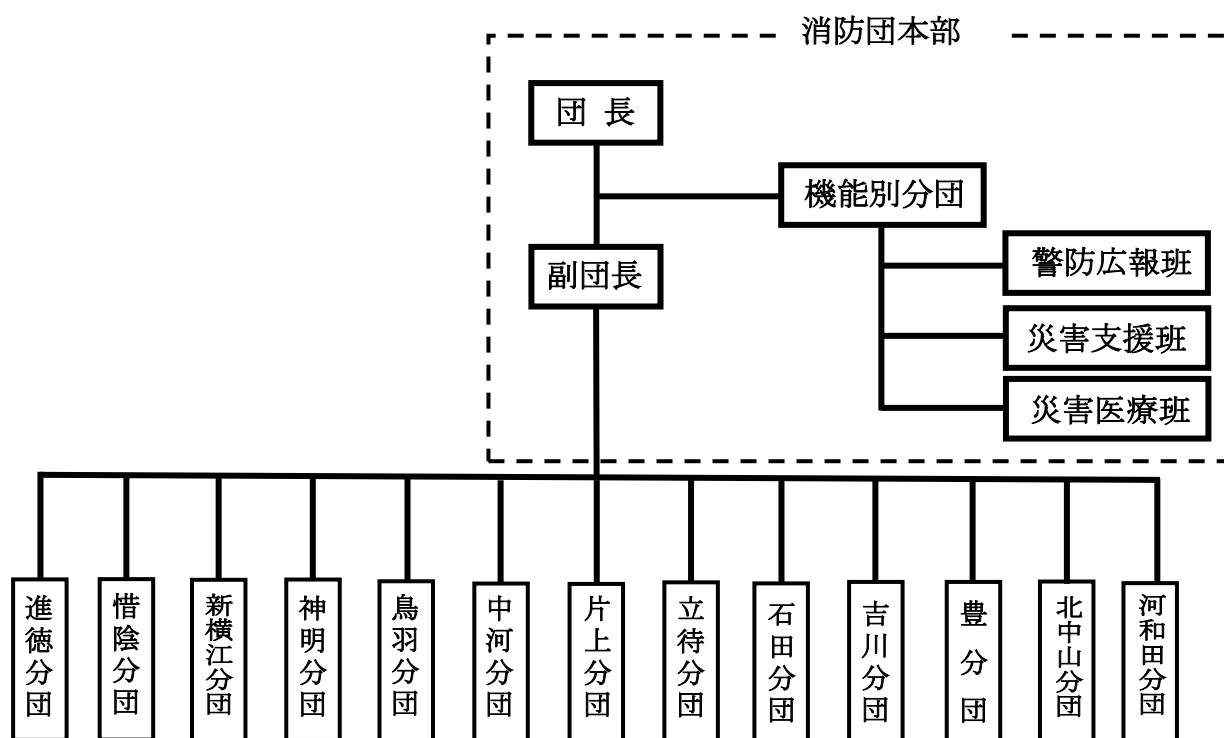 消防団本部
団長
機能別分団
副団長
警防広報班
災害支援班
災害医療班
進徳分団
惜陰分団
新横江分団
神明分団
鳥羽分団
中河分団
片上分団
立待分団
石田分団
吉川分団
豊分団
北中山分団
河和田分団